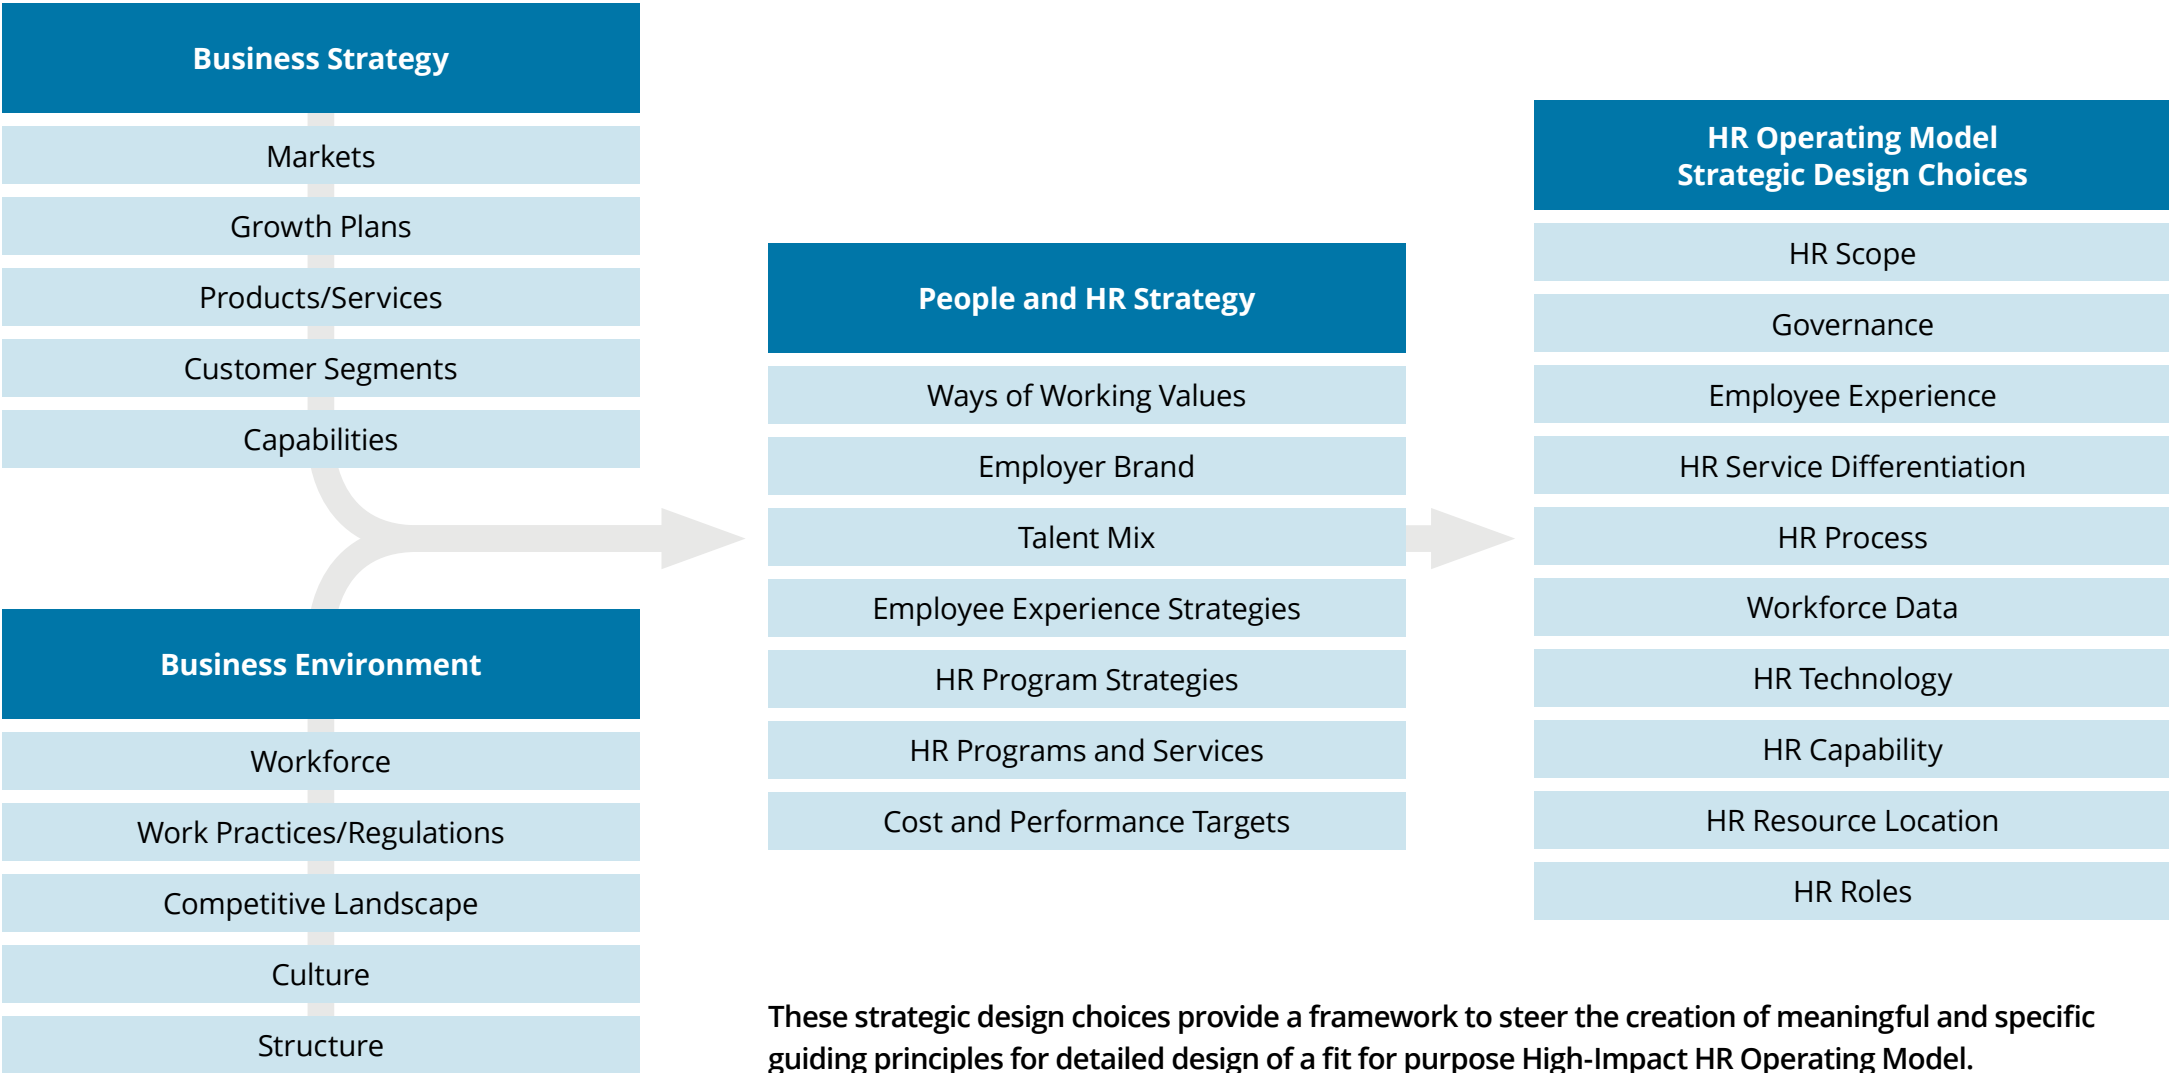 Business Strategy
Markets
Growth Plans
Products/Services
Customer Segments
Capabilities
Business Environment
Workforce
Work Practices/Regulations
Competitive Landscape
Culture
Structure
People and HR Strategy
Ways of Working Values
Employer Brand
Talent Mix
Employee Experience Strategies
HR Program Strategies
HR Programs and Services
Cost and Performance Targets
HR Operating Model
Strategic Design Choices
HR Scope
Governance
Employee Experience
HR Service Differentiation
HR Process
Workforce Data
HR Technology
HR Capability
HR Resource Location
HR Roles
These strategic design choices provide a framework to steer the creation of meaningful and specific
guiding principles for detailed design of a fit for purpose High-Impact HR Operating Model.